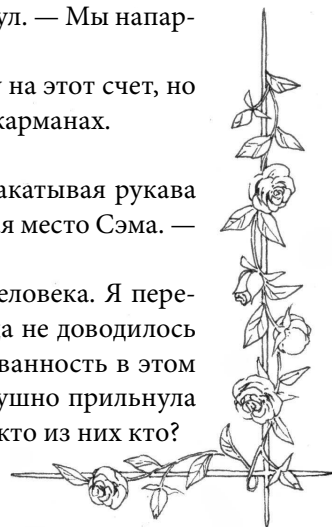 ул. — Мы напар-
на этот счет, но
карманах.
акатывая рукава
я место Сэма. —
еловека. Я пере-
а не доводилось
ванность в этом
ушно прильнула
кто из них кто?